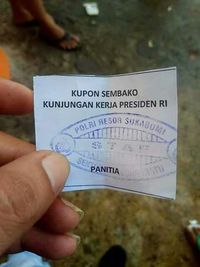 KUPON SEMBAKO
KUNJUNGAN KERJA PRESIDEN RI
POLRI RESOR SUKABUMI
PANITIA